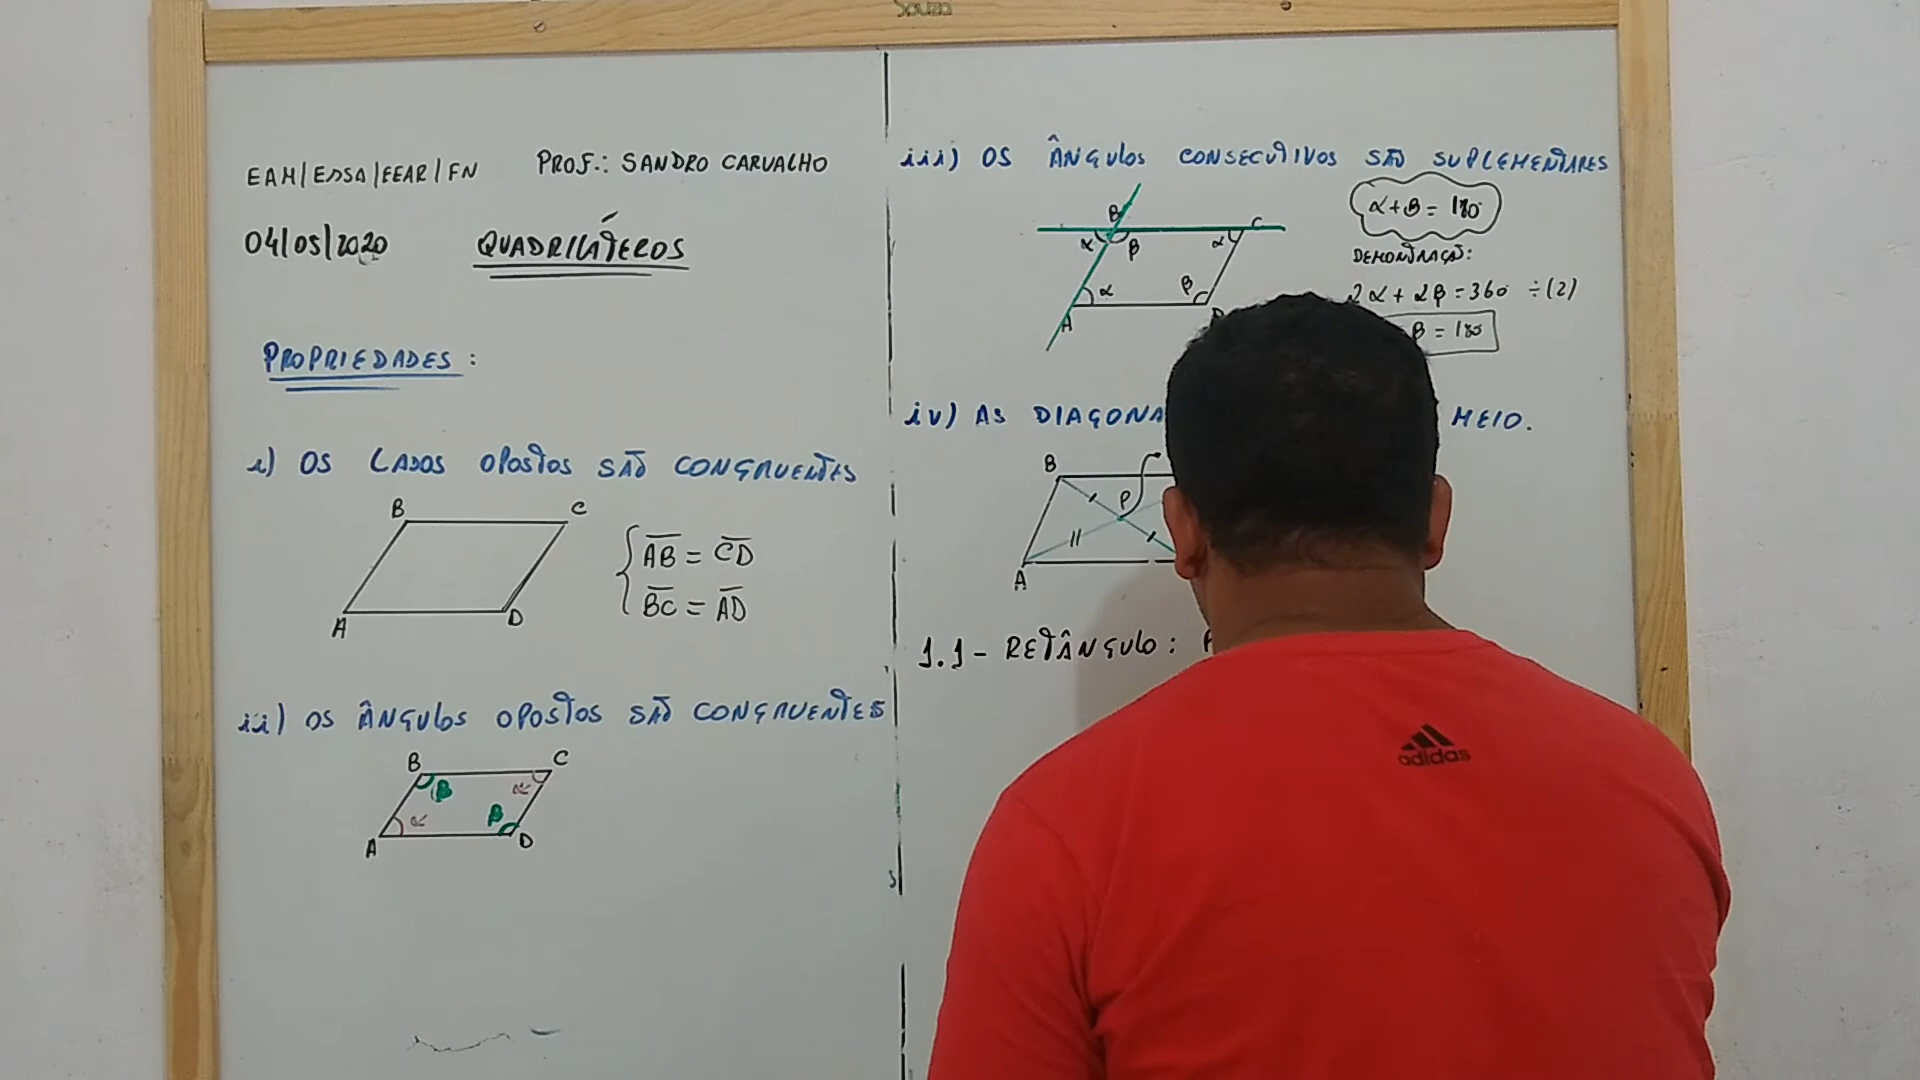 Souza
EAM/ESSA/EEAR/FN PROF.: SANDRO CARVALHO
04/05/2020 QUADRILÁTEROS
PROPRIEDADES:
i) OS LADOS OPOSTOS SÃO CONGRUENTES
B C
A D
AB = CD
BC = AD
ii) OS ÂNGULOS OPOSTOS SÃO CONGRUENTES
B C
β α
α β
A D
iii) OS ÂNGULOS CONSECUTIVOS SÃO SUPLEMENTARES
α+β = 180
B C
α β α
α β
A D
DEMONTRAÇÃO:
2α + 2β = 360 ÷(2)
β = 180
iv) AS MEIO.
B
P
A
1.1- RETÂNGULO:
adidas